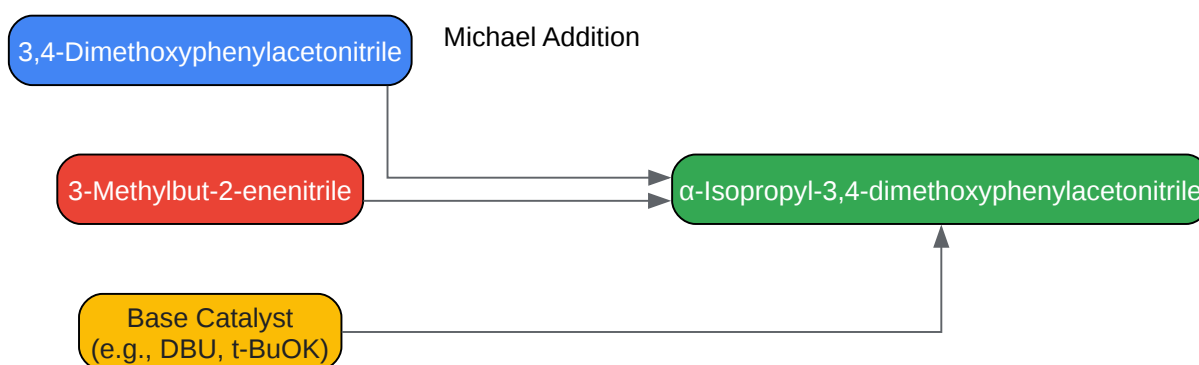 3,4-Dimethoxyphenylacetonitrile
Michael Addition
3-Methylbut-2-enenitrile
α-Isopropyl-3,4-dimethoxyphenylacetonitrile
Base Catalyst
(e.g., DBU, t-BuOK)